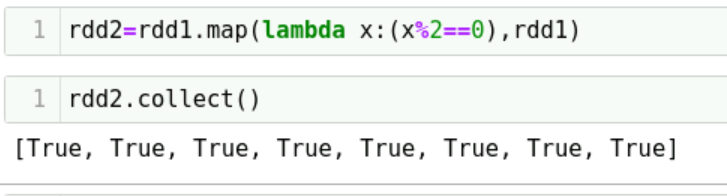 1 rdd2=rdd1.map(lambda x:(x%2==0),rdd1)
1 rdd2.collect()
[True, True, True, True, True, True, True, True]